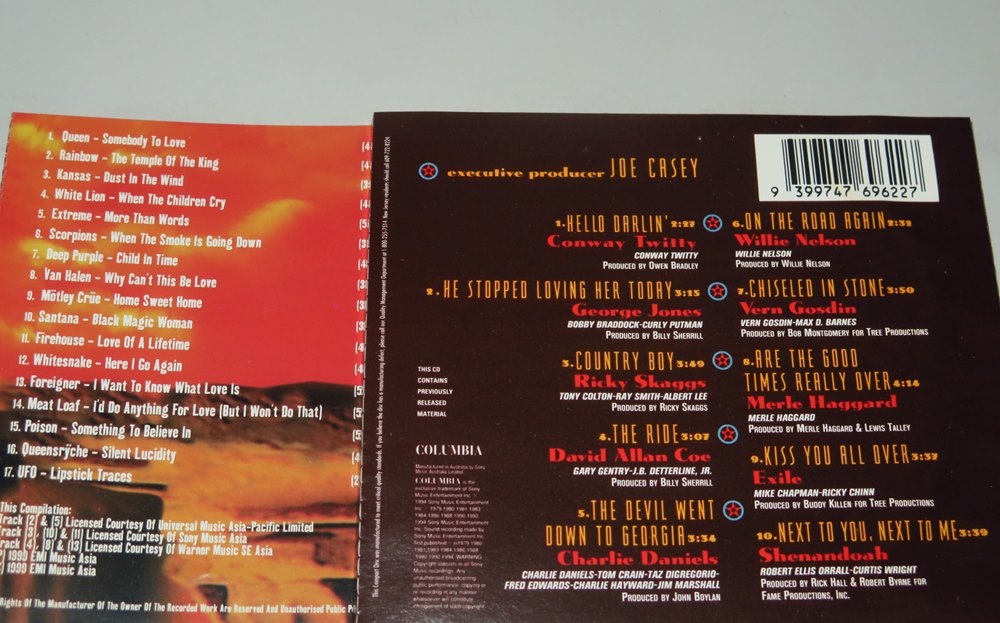 1. Queen – Somebody To Love
2. Rainbow – The Temple Of The King
3. Kansas – Dust In The Wind
4. White Lion – When The Children Cry
5. Extreme – More Than Words
6. Scorpions – When The Smoke Is Going Down
7. Deep Purple – Child In Time
8. Van Halen – Why Can't This Be Love
9. Mötley Crüe – Home Sweet Home
10. Santana – Black Magic Woman
11. Firehouse – Love Of A Lifetime
12. Whitesnake – Here I Go Again
13. Foreigner – I Want To Know What Love Is
14. Meat Loaf – I'd Do Anything For Love (But I Won't Do That)
15. Poison – Something To Believe In
16. Queensrÿche – Silent Lucidity
17. UFO – Lipstick Traces
This Compilation:
Track (2) & (5) Licensed Courtesy Of Universal Music Asia-Pacific Limited
Track (3), (10) & (11) Licensed Courtesy Of Sony Music Asia
Track (4), (8) & (13) Licensed Courtesy Of Warner Music SE Asia
1999 EMI Music Asia
1999 EMI Music Asia
Rights Of The Manufacturer Of The Owner Of The Recorded Work Are Reserved And Unauthorised Public
executive producer JOE CASEY
9 399747 696227
1. HELLO DARLIN' 2:27
Conway Twitty
CONWAY TWITTY
PRODUCED BY OWEN BRADLEY
2. HE STOPPED LOVING HER TODAY 3:15
George Jones
BOBBY BRADDOCK-CURLY PUTMAN
PRODUCED BY BILLY SHERRILL
3. COUNTRY BOY 3:49
Ricky Skaggs
TONY COLTON-RAY SMITH-ALBERT LEE
PRODUCED BY RICKY SKAGGS
4. THE RIDE 3:07
David Allan Coe
GARY GENTRY-J.B. DETTERLINE, JR.
PRODUCED BY BILLY SHERRILL
5. THE DEVIL WENT
DOWN TO GEORGIA 3:34
Charlie Daniels
CHARLIE DANIELS-TOM CRAIN-TAZ DIGREGORIO-
FRED EDWARDS-CHARLIE HAYWARD-JIM MARSHALL
PRODUCED BY JOHN BOYLAN
6. ON THE ROAD AGAIN 2:32
Willie Nelson
WILLIE NELSON
PRODUCED BY WILLIE NELSON
7. CHISELED IN STONE 3:50
Vern Gosdin
VERN GOSDIN-MAX D. BARNES
PRODUCED BY BOB MONTGOMERY FOR TREE PRODUCTIONS
8. ARE THE GOOD
TIMES REALLY OVER 4:14
Merle Haggard
MERLE HAGGARD
PRODUCED BY MERLE HAGGARD & LEWIS TALLEY
9. KISS YOU ALL OVER 3:37
Exile
MIKE CHAPMAN-RICKY CHINN
PRODUCED BY BUDDY KILLEN FOR TREE PRODUCTIONS
10. NEXT TO YOU, NEXT TO ME 3:39
Shenandoah
ROBERT ELLIS ORRALL-CURTIS WRIGHT
PRODUCED BY RICK HALL & ROBERT BYRNE FOR
FAME PRODUCTIONS, INC.
THIS CD
CONTAINS
PREVIOUSLY
RELEASED
MATERIAL
COLUMBIA
Manufactured in Australia by Sony
Music Australia Limited
COLUMBIA is the
exclusive trademark of Sony
Music Entertainment Inc.